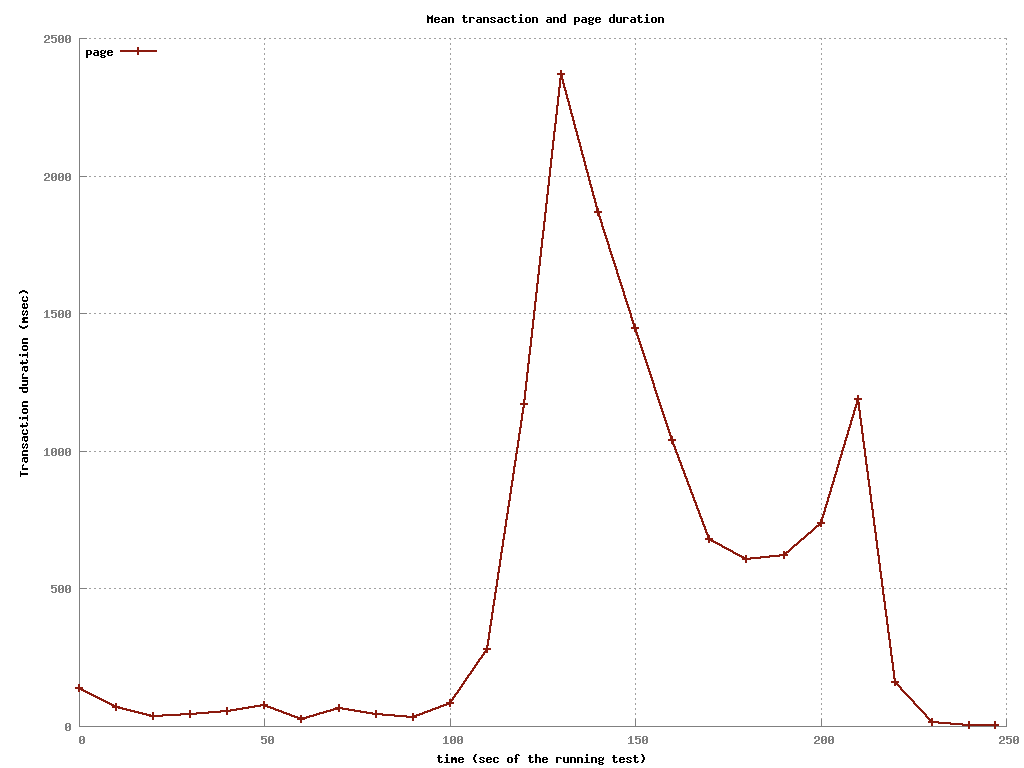 Mean transaction and page duration
2500
page
2000
1500
Transaction duration (msec)
1000
500
0
0 50 100 150 200 250
time (sec of the running test)